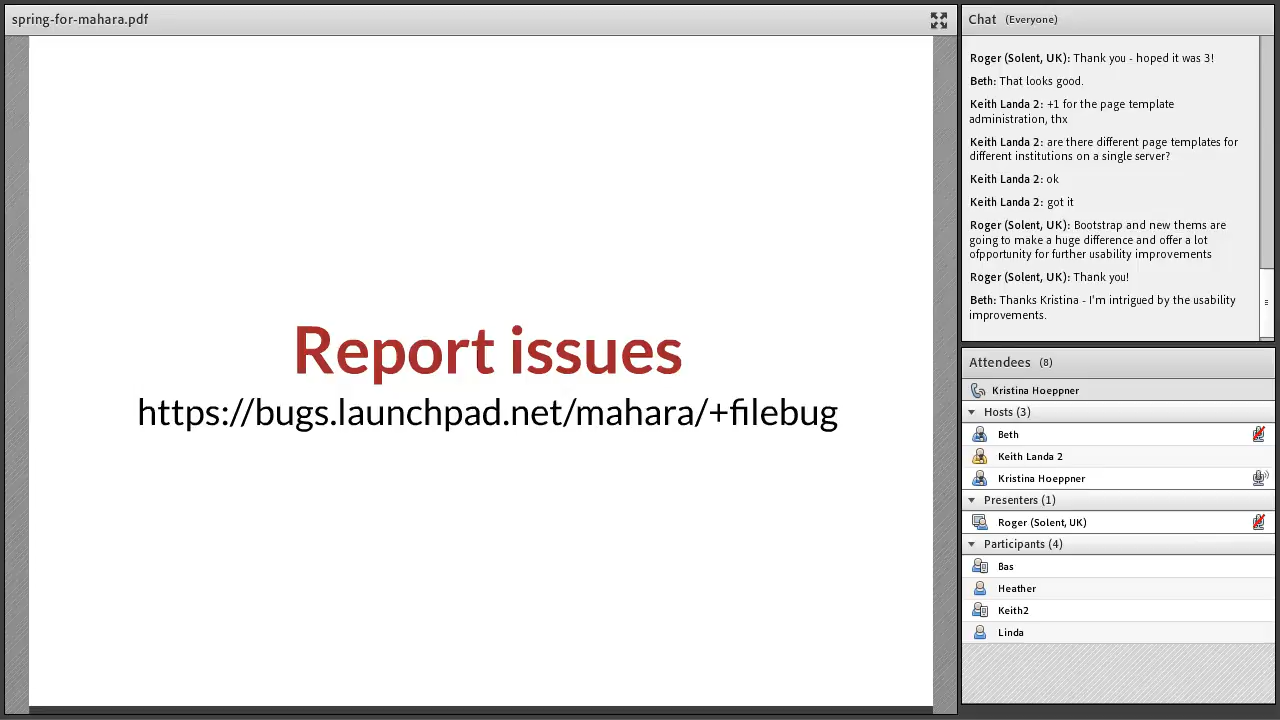 spring-for-mahara.pdf
Report issues
https://bugs.launchpad.net/mahara/+filebug
Chat (Everyone)
Roger (Solent, UK): Thank you - hoped it was 3!
Beth: That looks good.
Keith Landa 2: +1 for the page template
administration, thx
Keith Landa 2: are there different page templates for
different institutions on a single server?
Keith Landa 2: ok
Keith Landa 2: got it
Roger (Solent, UK): Bootstrap and new thems are
going to make a huge difference and offer a lot
ofpportunity for further usability improvements
Roger (Solent, UK): Thank you!
Beth: Thanks Kristina - I'm intrigued by the usability
improvements.
Attendees (8)
Kristina Hoeppner
Hosts (3)
Beth
Keith Landa 2
Kristina Hoeppner
Presenters (1)
Roger (Solent, UK)
Participants (4)
Bas
Heather
Keith2
Linda